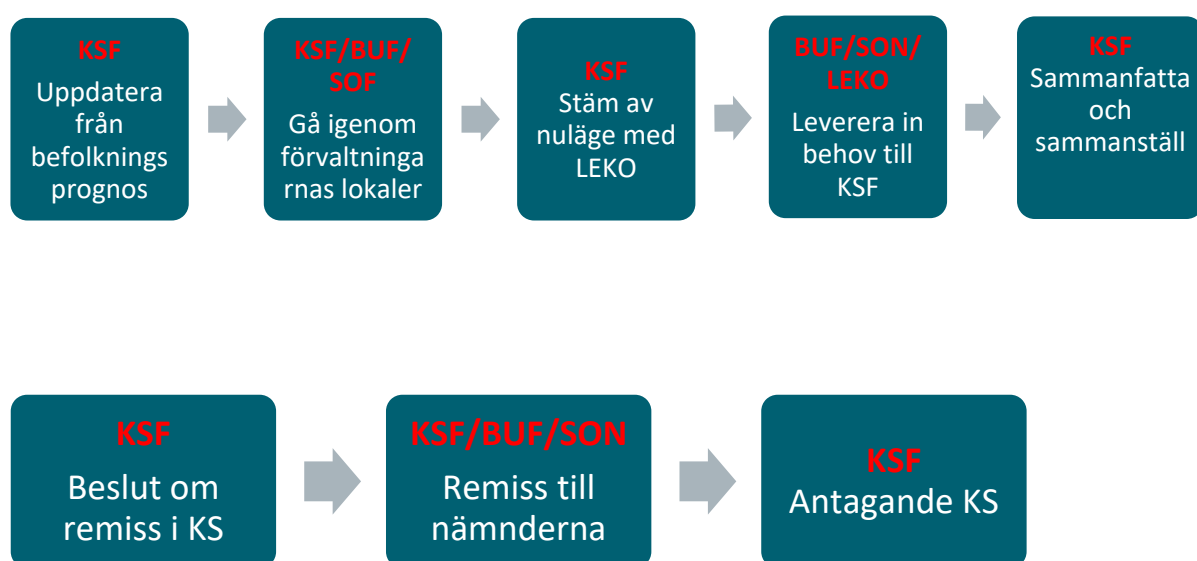 KSF
Uppdatera
från
befolknings
prognos
KSF/BUF/
SOF
Gå igenom
förvaltninga
rnas lokaler
KSF
Stäm av
nuläge med
LEKO
BUF/SON/
LEKO
Leverera in
behov till
KSF
KSF
Sammanfatta
och
sammanställ
KSF
Beslut om
remiss i KS
KSF/BUF/SON
Remiss till
nämnderna
KSF
Antagande KS